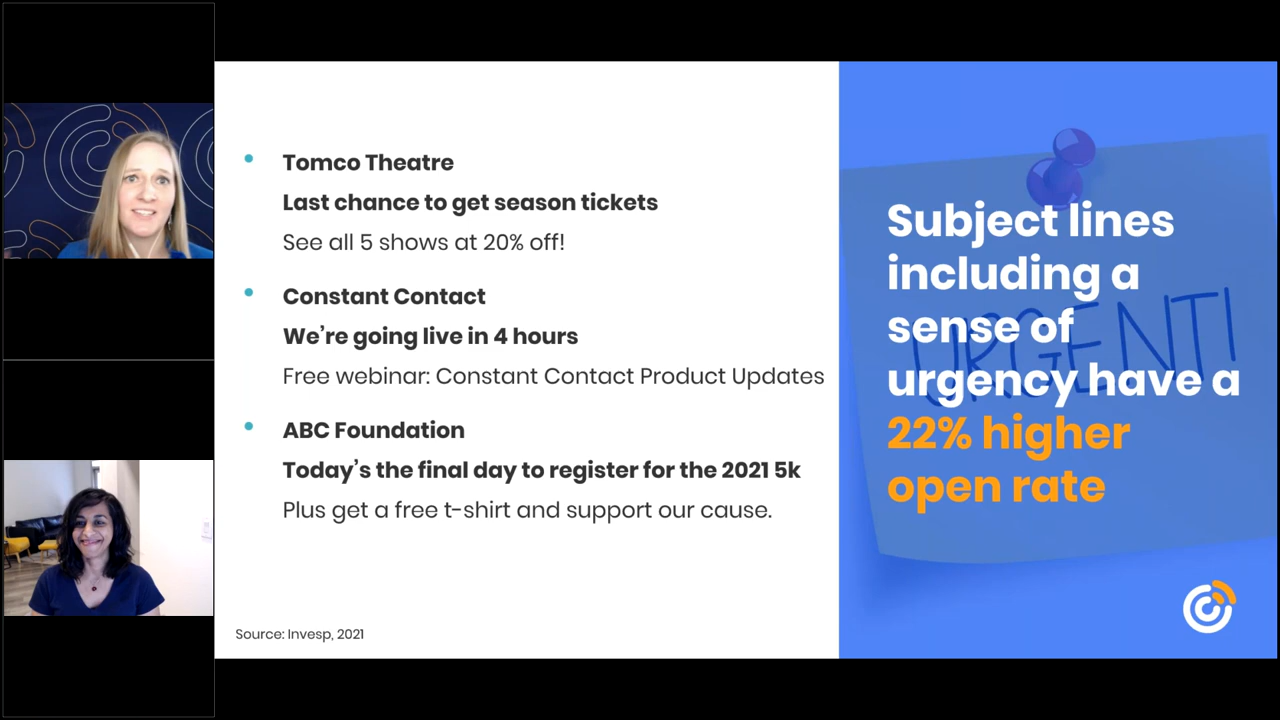 Tomco Theatre
Last chance to get season tickets
See all 5 shows at 20% off!
Constant Contact
We're going live in 4 hours
Free webinar: Constant Contact Product Updates
ABC Foundation
Today's the final day to register for the 2021 5k
Plus get a free t-shirt and support our cause.
Source: Invesp, 2021
Subject lines
including a
sense of
urgency have a
22% higher
open rate
URGENT!